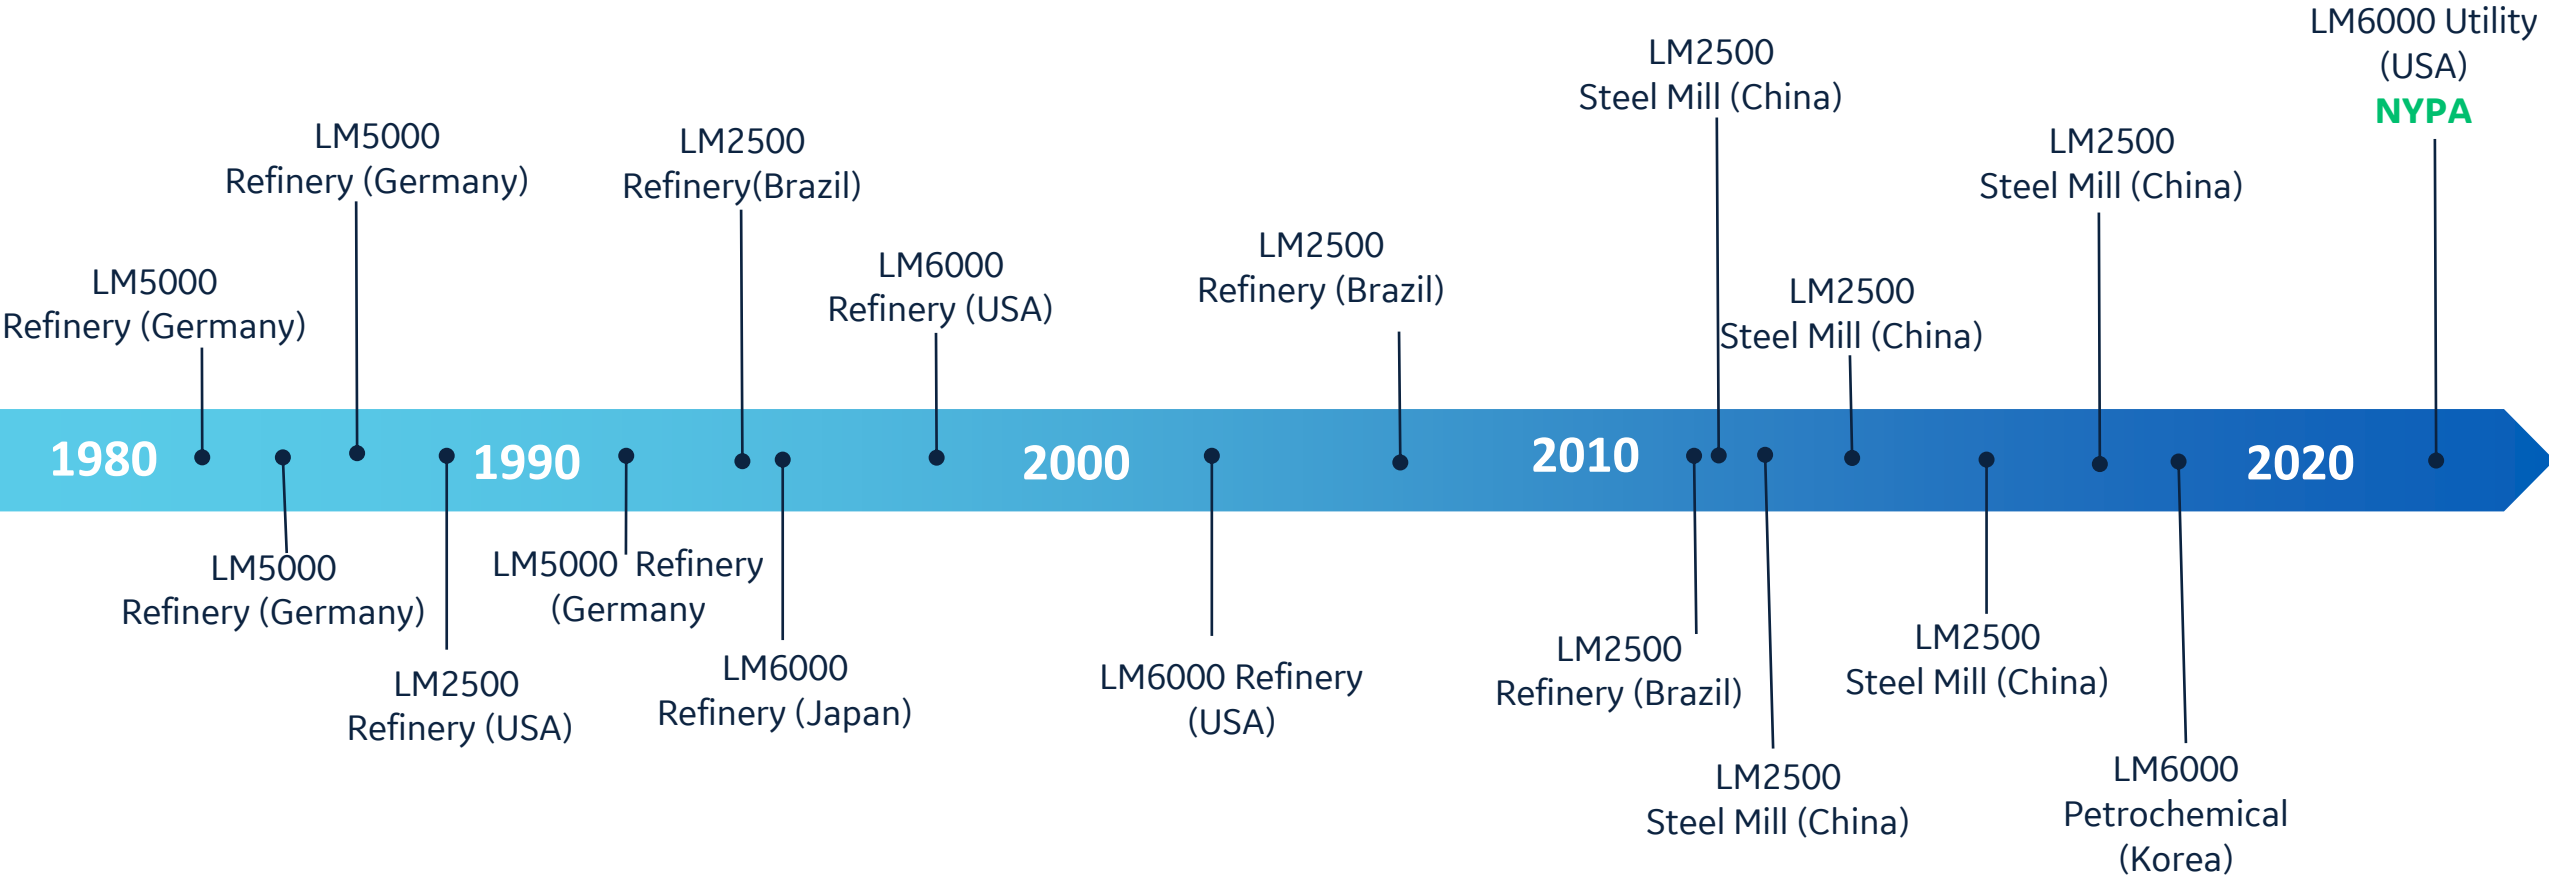 LM6000 Utility
(USA)
NYPA
LM2500
Steel Mill (China)
LM5000
Refinery (Germany)
LM2500
Refinery(Brazil)
LM2500
Steel Mill (China)
LM5000
Refinery (Germany)
LM6000
Refinery (USA)
LM2500
Refinery (Brazil)
LM2500
Steel Mill (China)
1980
1990
2000
2010
2020
LM5000
Refinery (Germany)
LM5000 Refinery
(Germany
LM2500
Refinery (USA)
LM6000
Refinery (Japan)
LM6000 Refinery
(USA)
LM2500
Refinery (Brazil)
LM2500
Steel Mill (China)
LM2500
Steel Mill (China)
LM6000
Petrochemical
(Korea)